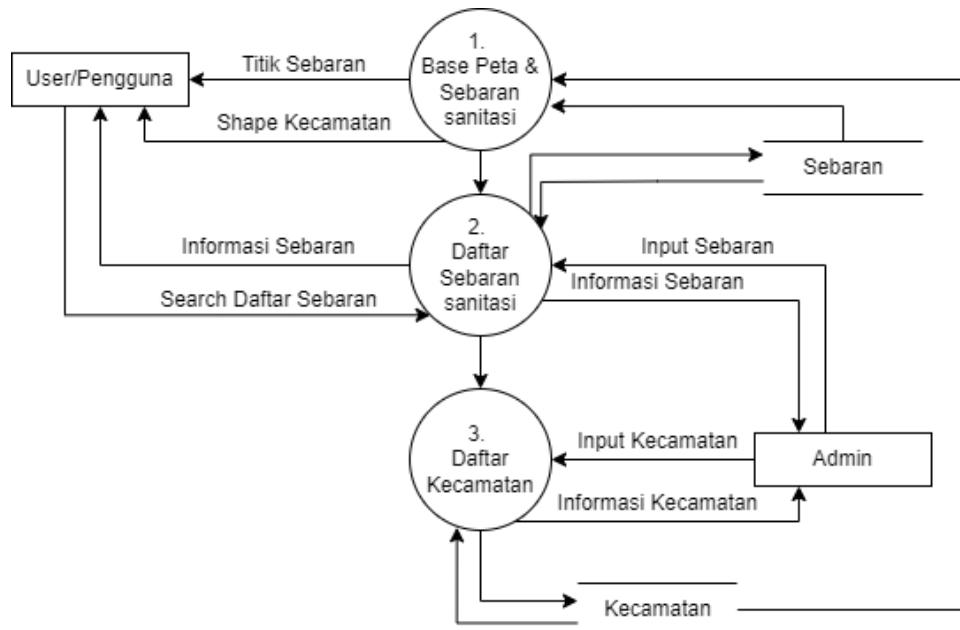 1.
Base Peta &
Sebaran
sanitasi
User/Pengguna
Titik Sebaran
Shape Kecamatan
Sebaran
2.
Daftar
Sebaran
sanitasi
Informasi Sebaran
Search Daftar Sebaran
Input Sebaran
Informasi Sebaran
3.
Daftar
Kecamatan
Input Kecamatan
Admin
Informasi Kecamatan
Kecamatan